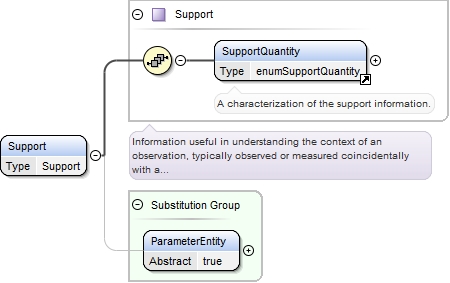 Support
SupportQuantity
Type enumSupportQuantity
A characterization of the support information.
Information useful in understanding the context of an
observation, typically observed or measured coincidentally
with a...
Support
Type Support
Substitution Group
ParameterEntity
Abstract true